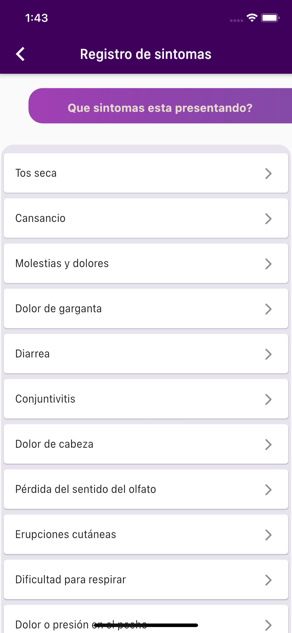 1:43
Registro de sintomas
Que sintomas esta presentando?
Tos seca
Cansancio
Molestias y dolores
Dolor de garganta
Diarrea
Conjuntivitis
Dolor de cabeza
Pérdida del sentido del olfato
Erupciones cutáneas
Dificultad para respirar
Dolor o presión en el pecho